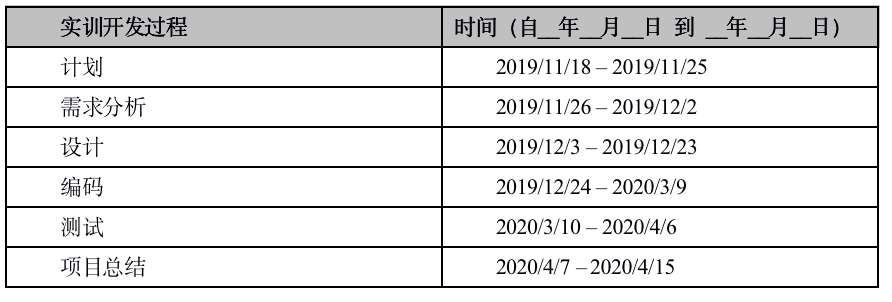 实训开发过程 时间（自__年__月__日 到 __年__月__日）
计划 2019/11/18 – 2019/11/25
需求分析 2019/11/26 – 2019/12/2
设计 2019/12/3 – 2019/12/23
编码 2019/12/24 – 2020/3/9
测试 2020/3/10 – 2020/4/6
项目总结 2020/4/7 – 2020/4/15